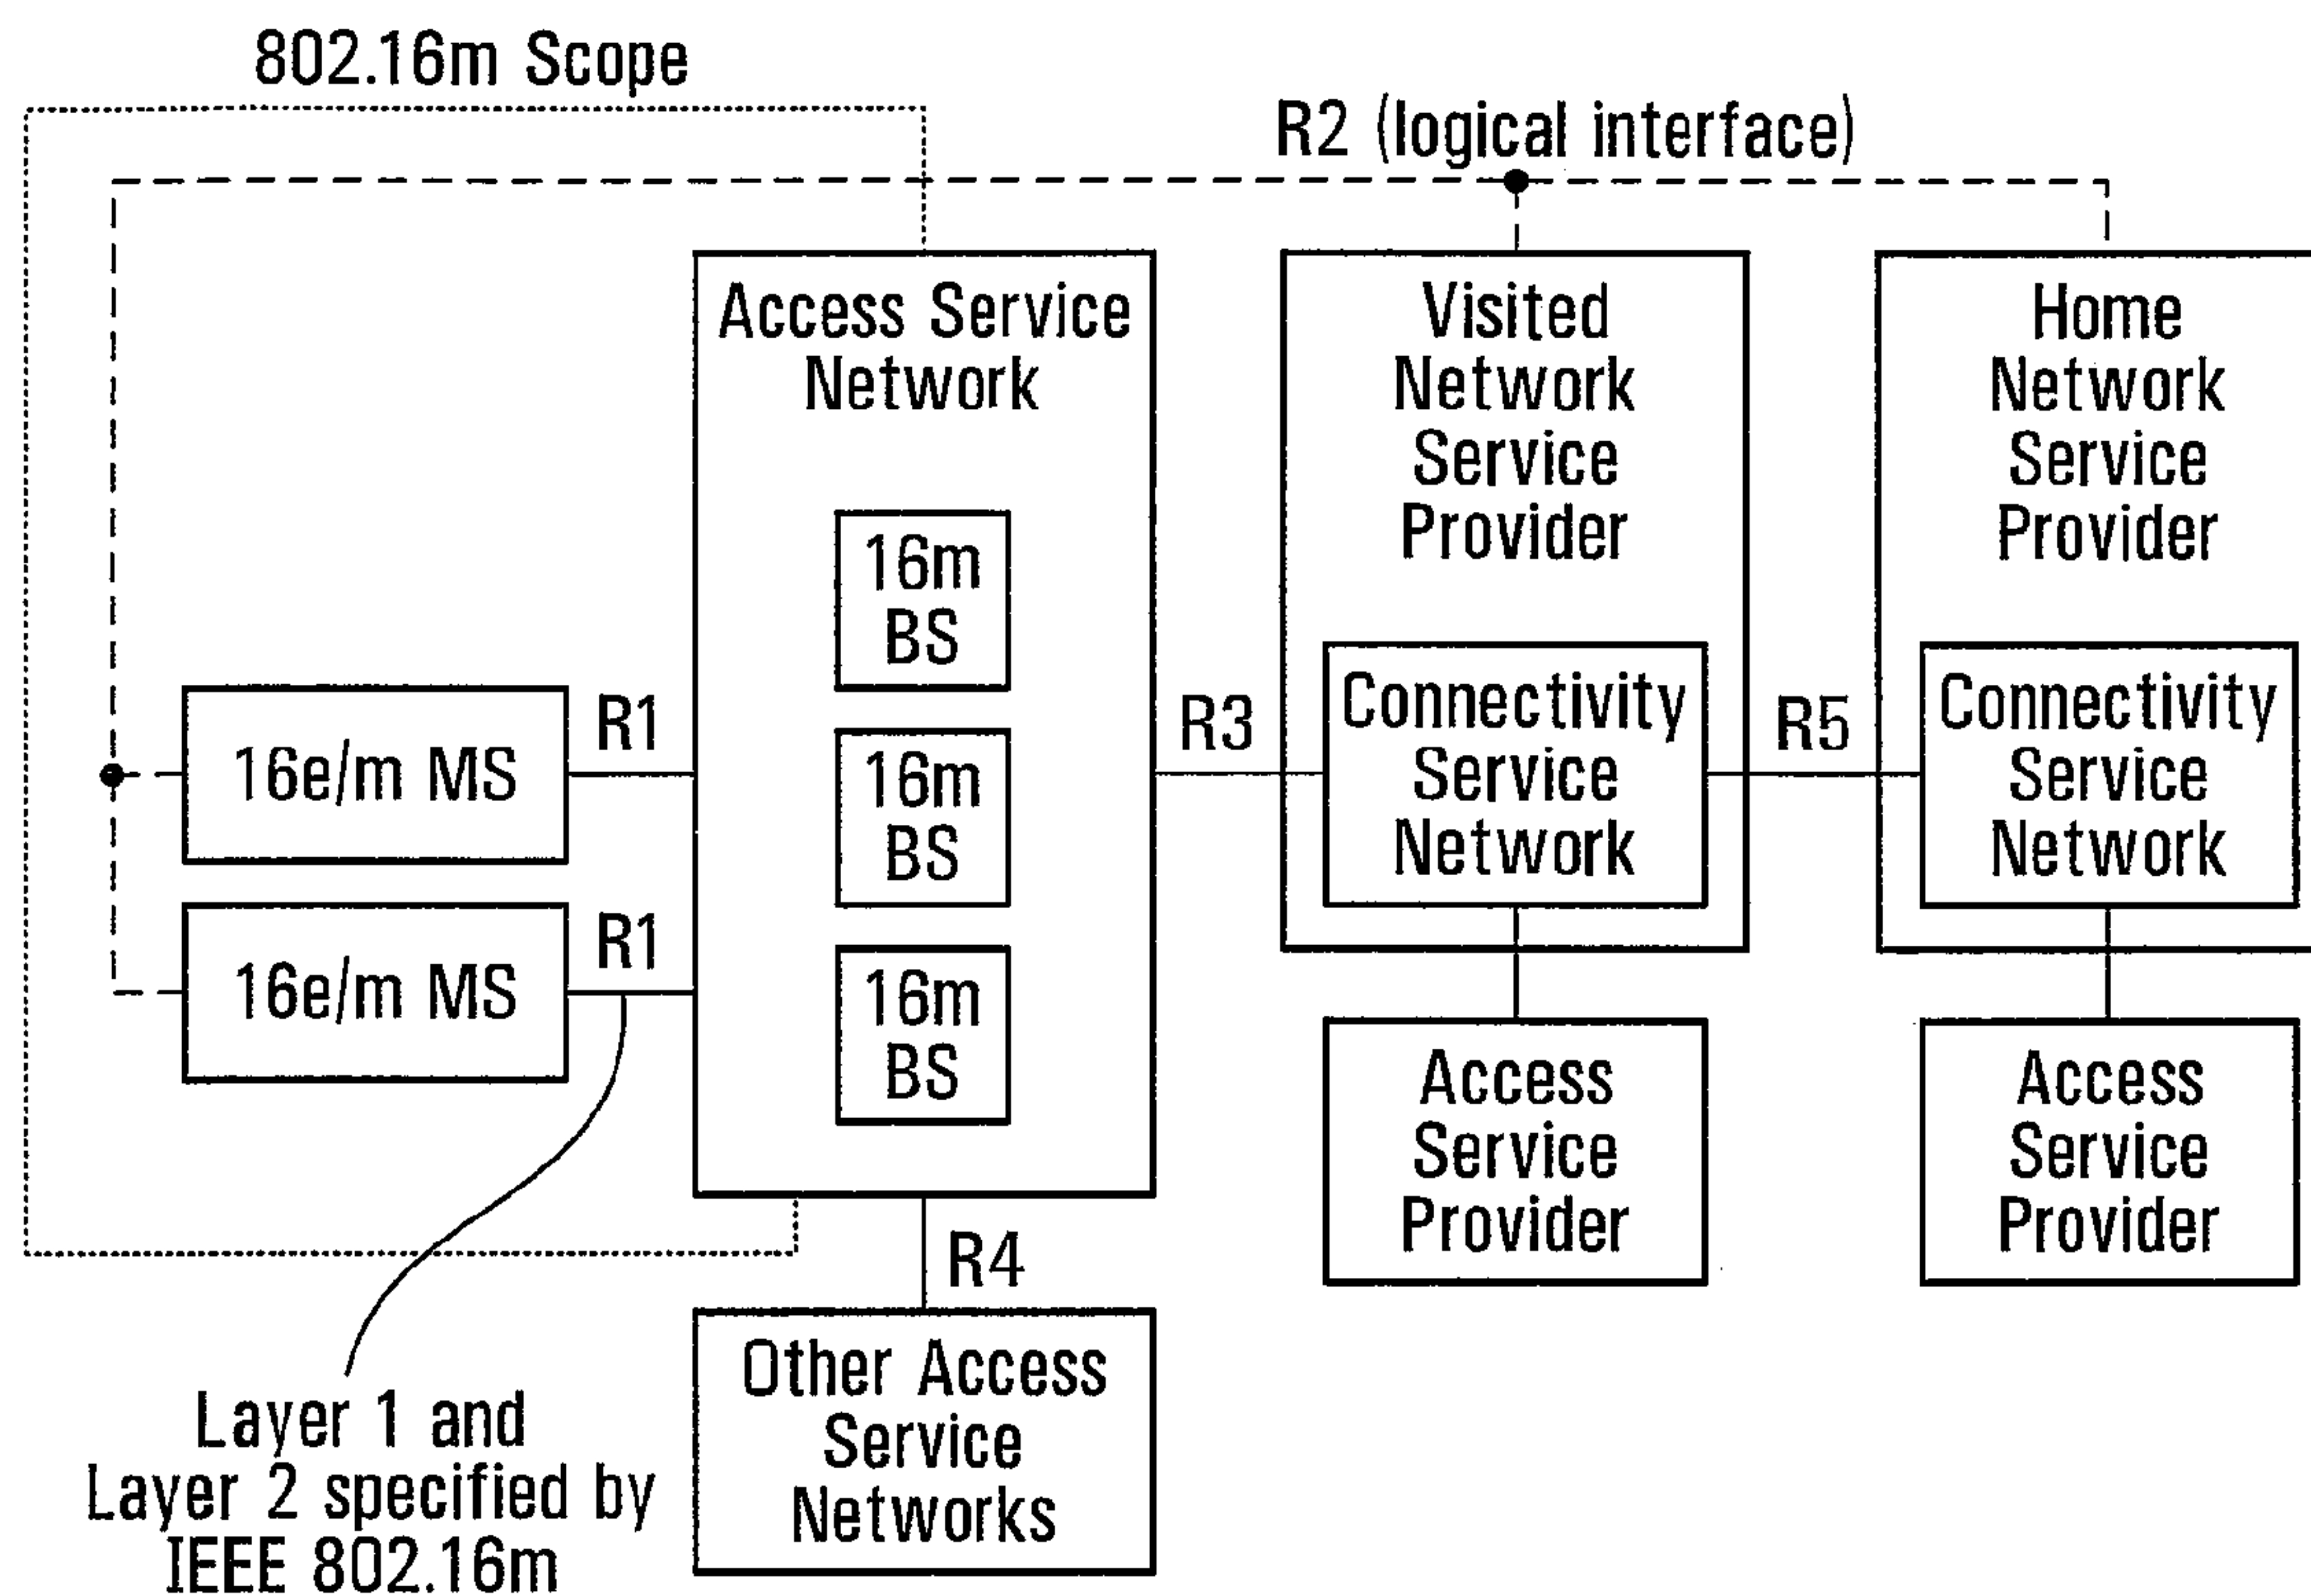 802.16m Scope
R2 (logical interface)
Access Service
Network
16m
BS
16m
BS
16m
BS
Visited
Network
Service
Provider
Home
Network
Service
Provider
16e/m MS
R1
16e/m MS
R1
R3
Connectivity
Service
Network
R5
Connectivity
Service
Network
Access
Service
Provider
Access
Service
Provider
R4
Other Access
Service
Networks
Layer 1 and
Layer 2 specified by
IEEE 802.16m